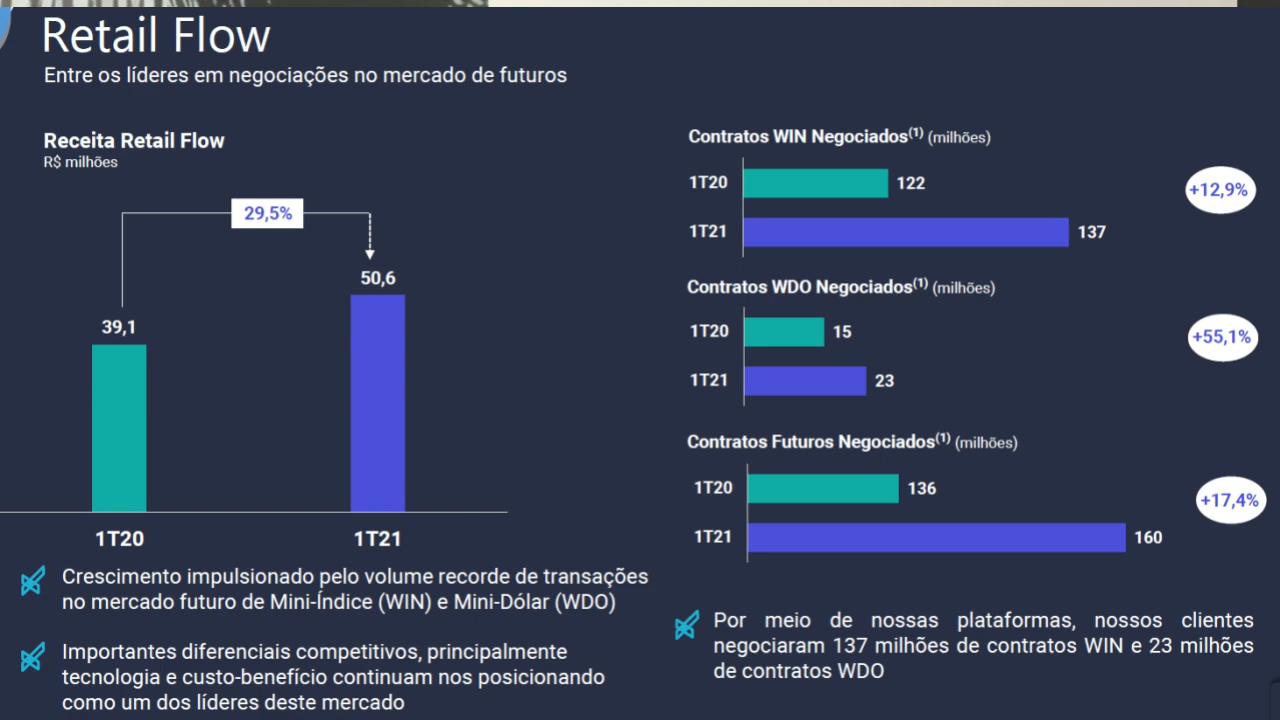 Retail Flow
Entre os líderes em negociações no mercado de futuros
Receita Retail Flow
R$ milhões
29,5%
50,6
39,1
1T20
1T21
Crescimento impulsionado pelo volume recorde de transações
no mercado futuro de Mini-Índice (WIN) e Mini-Dólar (WDO)
Importantes diferenciais competitivos, principalmente
tecnologia e custo-benefício continuam nos posicionando
como um dos líderes deste mercado
Contratos WIN Negociados(1) (milhões)
1T20 122
+12,9%
1T21 137
Contratos WDO Negociados(1) (milhões)
1T20 15
+55,1%
1T21 23
Contratos Futuros Negociados(1) (milhões)
1T20 136
+17,4%
1T21 160
Por meio de nossas plataformas, nossos clientes
negociaram 137 milhões de contratos WIN e 23 milhões
de contratos WDO